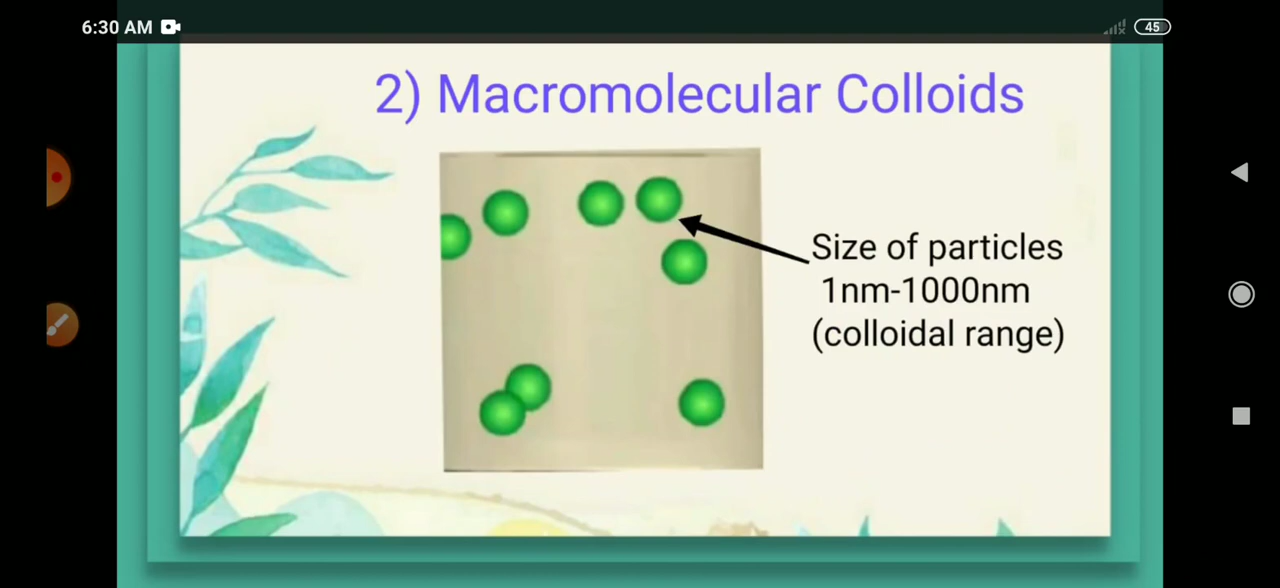 6:30 AM
45
2) Macromolecular Colloids
Size of particles
1nm-1000nm
(colloidal range)